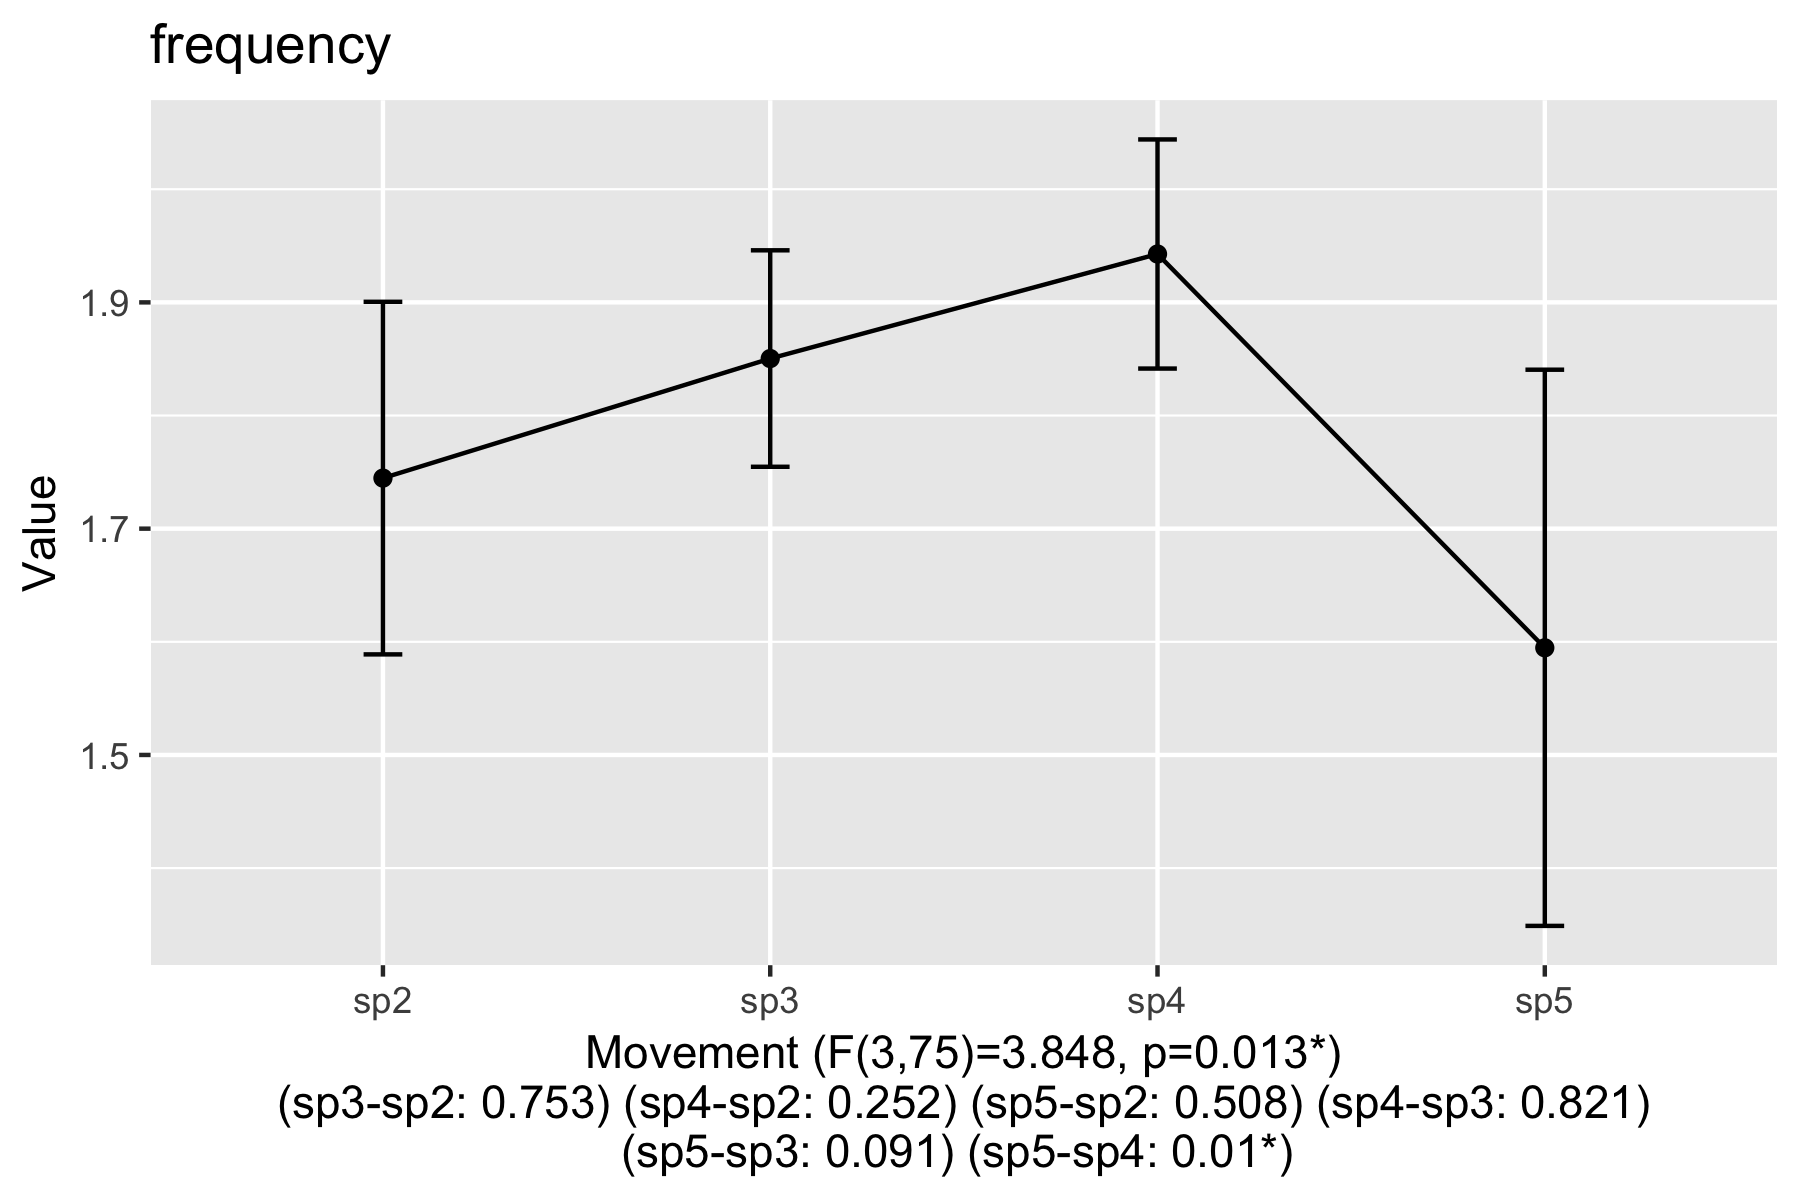 frequency
Value
1.9
1.7
1.5
sp2 sp3 sp4 sp5
Movement (F(3,75)=3.848, p=0.013*)
(sp3-sp2: 0.753) (sp4-sp2: 0.252) (sp5-sp2: 0.508) (sp4-sp3: 0.821)
(sp5-sp3: 0.091) (sp5-sp4: 0.01*)